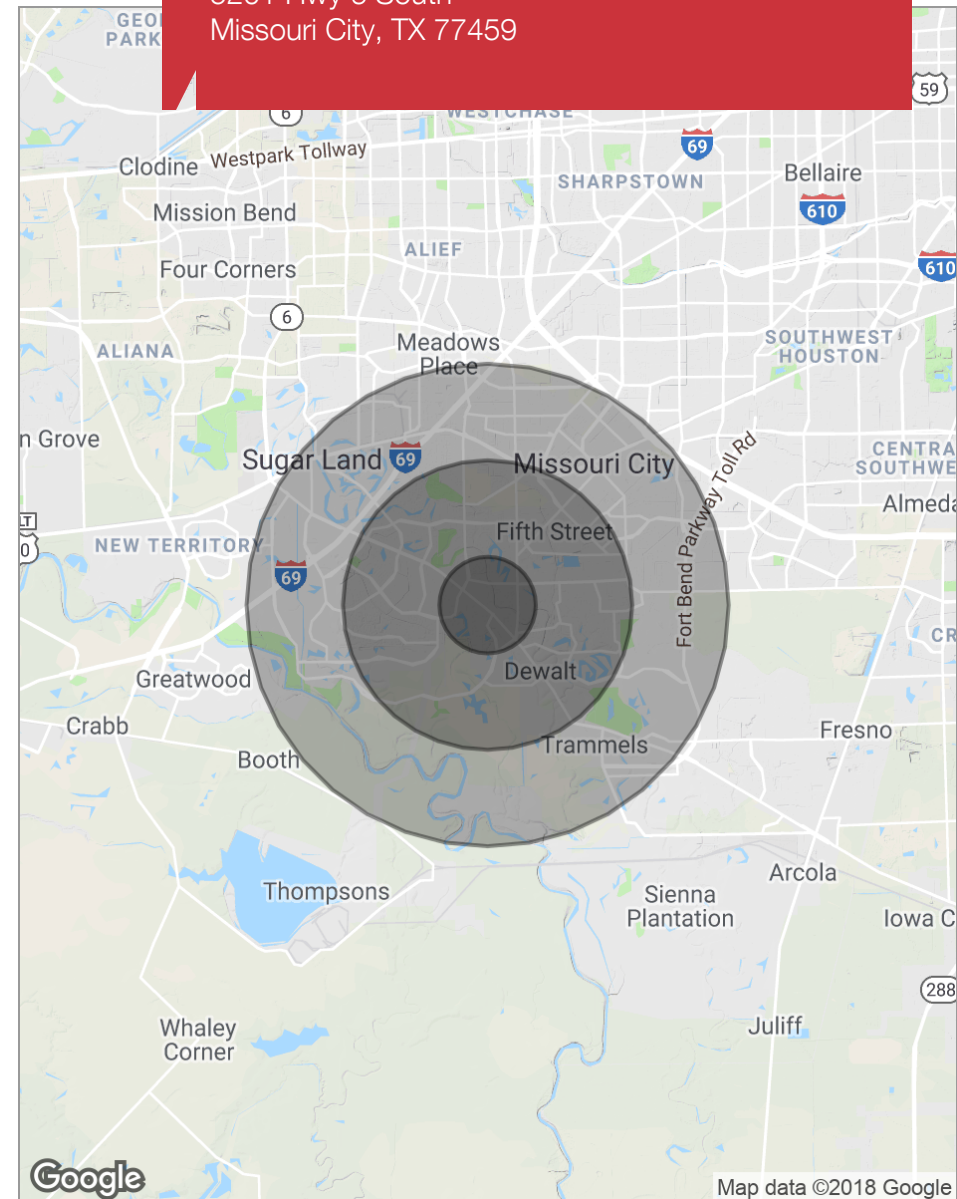 Missouri City, TX 77459
PARK
WESTCHASE
59
6
69
Clodine
Westpark Tollway
Bellaire
SHARPSTOWN
610
Mission Bend
ALIEF
Four Corners
610
6
Meadows
Place
SOUTHWEST
HOUSTON
ALIANA
n Grove
Sugar Land
69
Missouri City
CENTRA
SOUTHWE
Almeda
Fort Bend Parkway Toll Rd
Fifth Street
NEW TERRITORY
69
CR
Dewalt
Greatwood
Crabb
Booth
Trammels
Fresno
Thompsons
Sienna
Plantation
Arcola
Iowa C
288
Whaley
Corner
Juliff
Google
Map data ©2018 Google